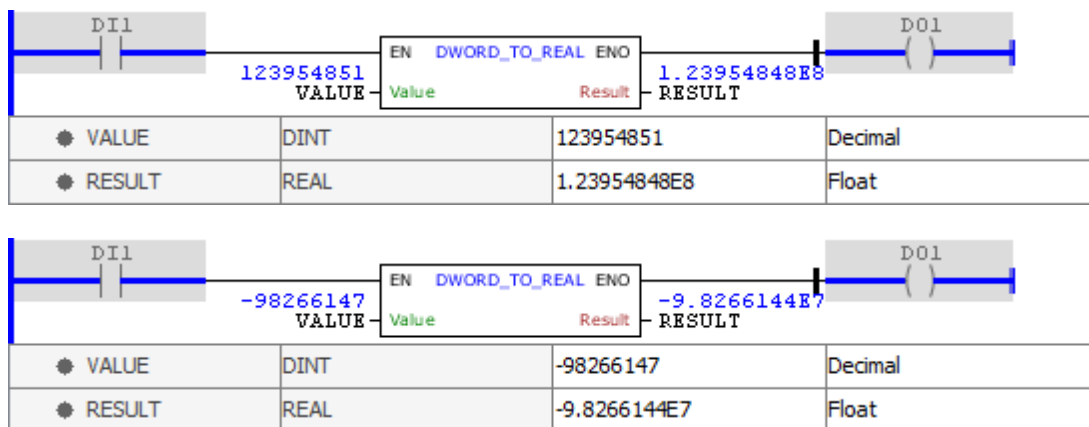 DI1 DO1
EN DWORD_TO_REAL ENO
123954851 1.23954848E8
VALUE Value Result RESULT
VALUE DINT 123954851 Decimal
RESULT REAL 1.23954848E8 Float
DI1 DO1
EN DWORD_TO_REAL ENO
-98266147 -9.8266144E7
VALUE Value Result RESULT
VALUE DINT -98266147 Decimal
RESULT REAL -9.8266144E7 Float